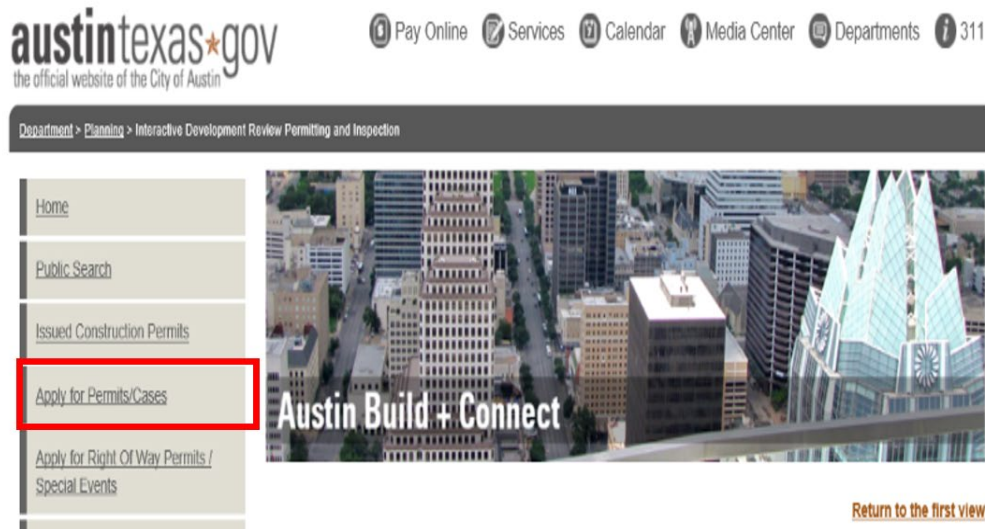 austintexas★gov
the official website of the City of Austin
Pay Online Services Calendar Media Center Departments 311
Department > Planning > Interactive Development Review Permitting and Inspection
Home
Public Search
Issued Construction Permits
Apply for Permits/Cases
Apply for Right Of Way Permits /
Special Events
Austin Build + Connect
Return to the first view